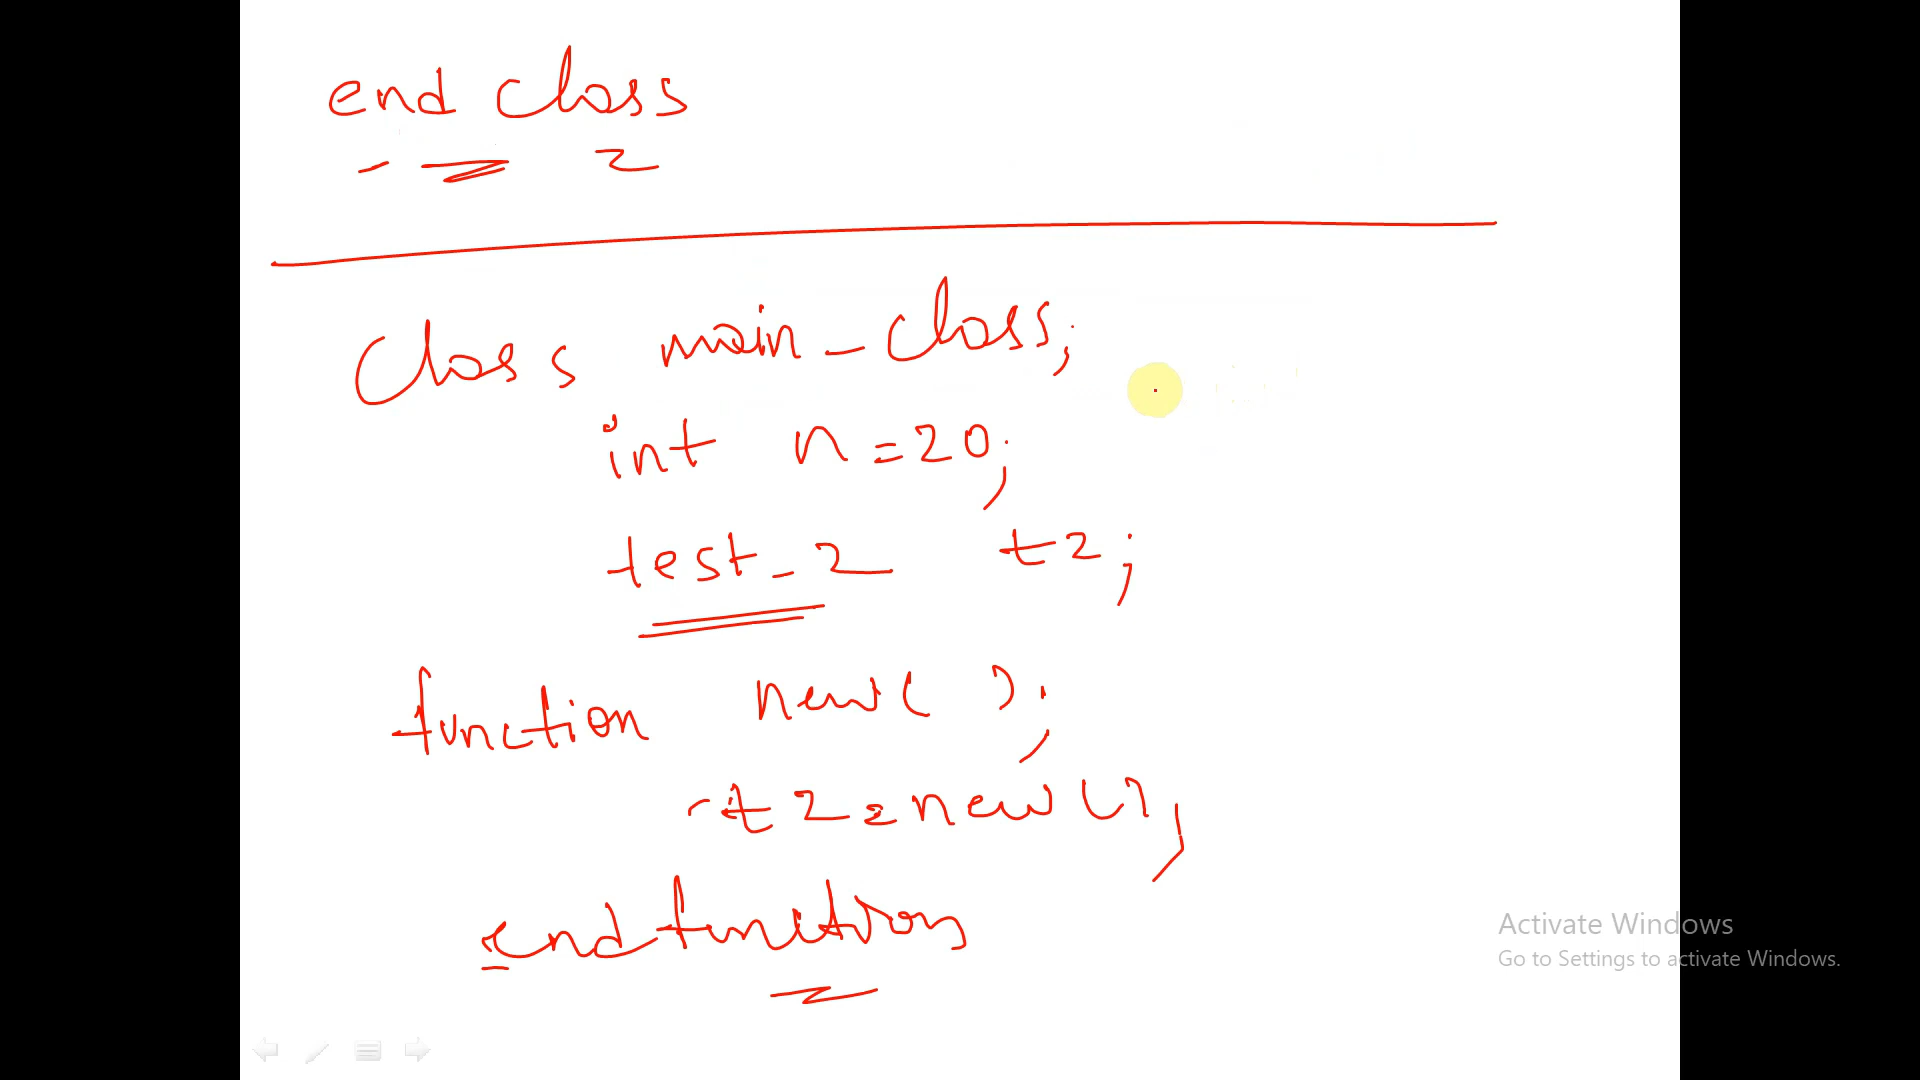 end class
class main_class;
int n=20;
test_2 t2;
function new( );
t2=new();
endfunction
Activate Windows
Go to Settings to activate Windows.